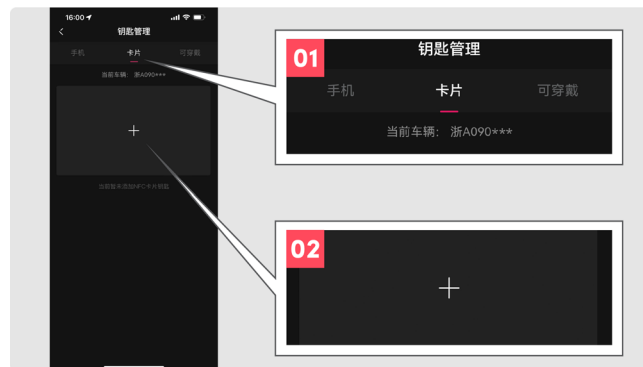 16:00
钥匙管理
手机 卡片 可穿戴
当前车辆: 浙A090***
当前暂未添加NFC卡片钥匙
01
钥匙管理
手机 卡片 可穿戴
当前车辆: 浙A090***
02